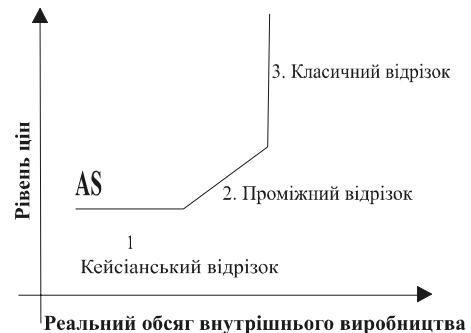 3. Класичний відрізок
AS
2. Проміжний відрізок
1
Кейсіанський відрізок
Рівень цін
Реальний обсяг внутрішнього виробництва